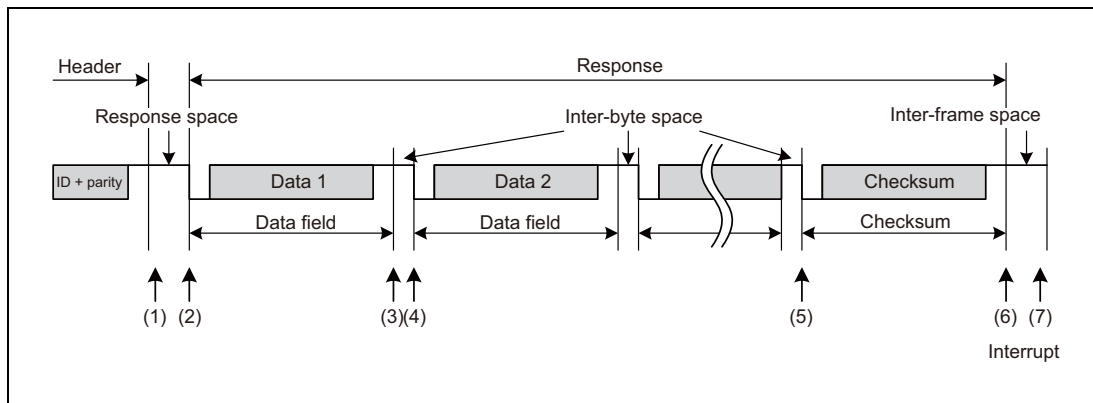 Header
Response
Response space
Inter-byte space
Inter-frame space
ID + parity
Data 1
Data 2
Checksum
Data field
Data field
Checksum
(1)
(2)
(3)
(4)
(5)
(6)
(7)
Interrupt